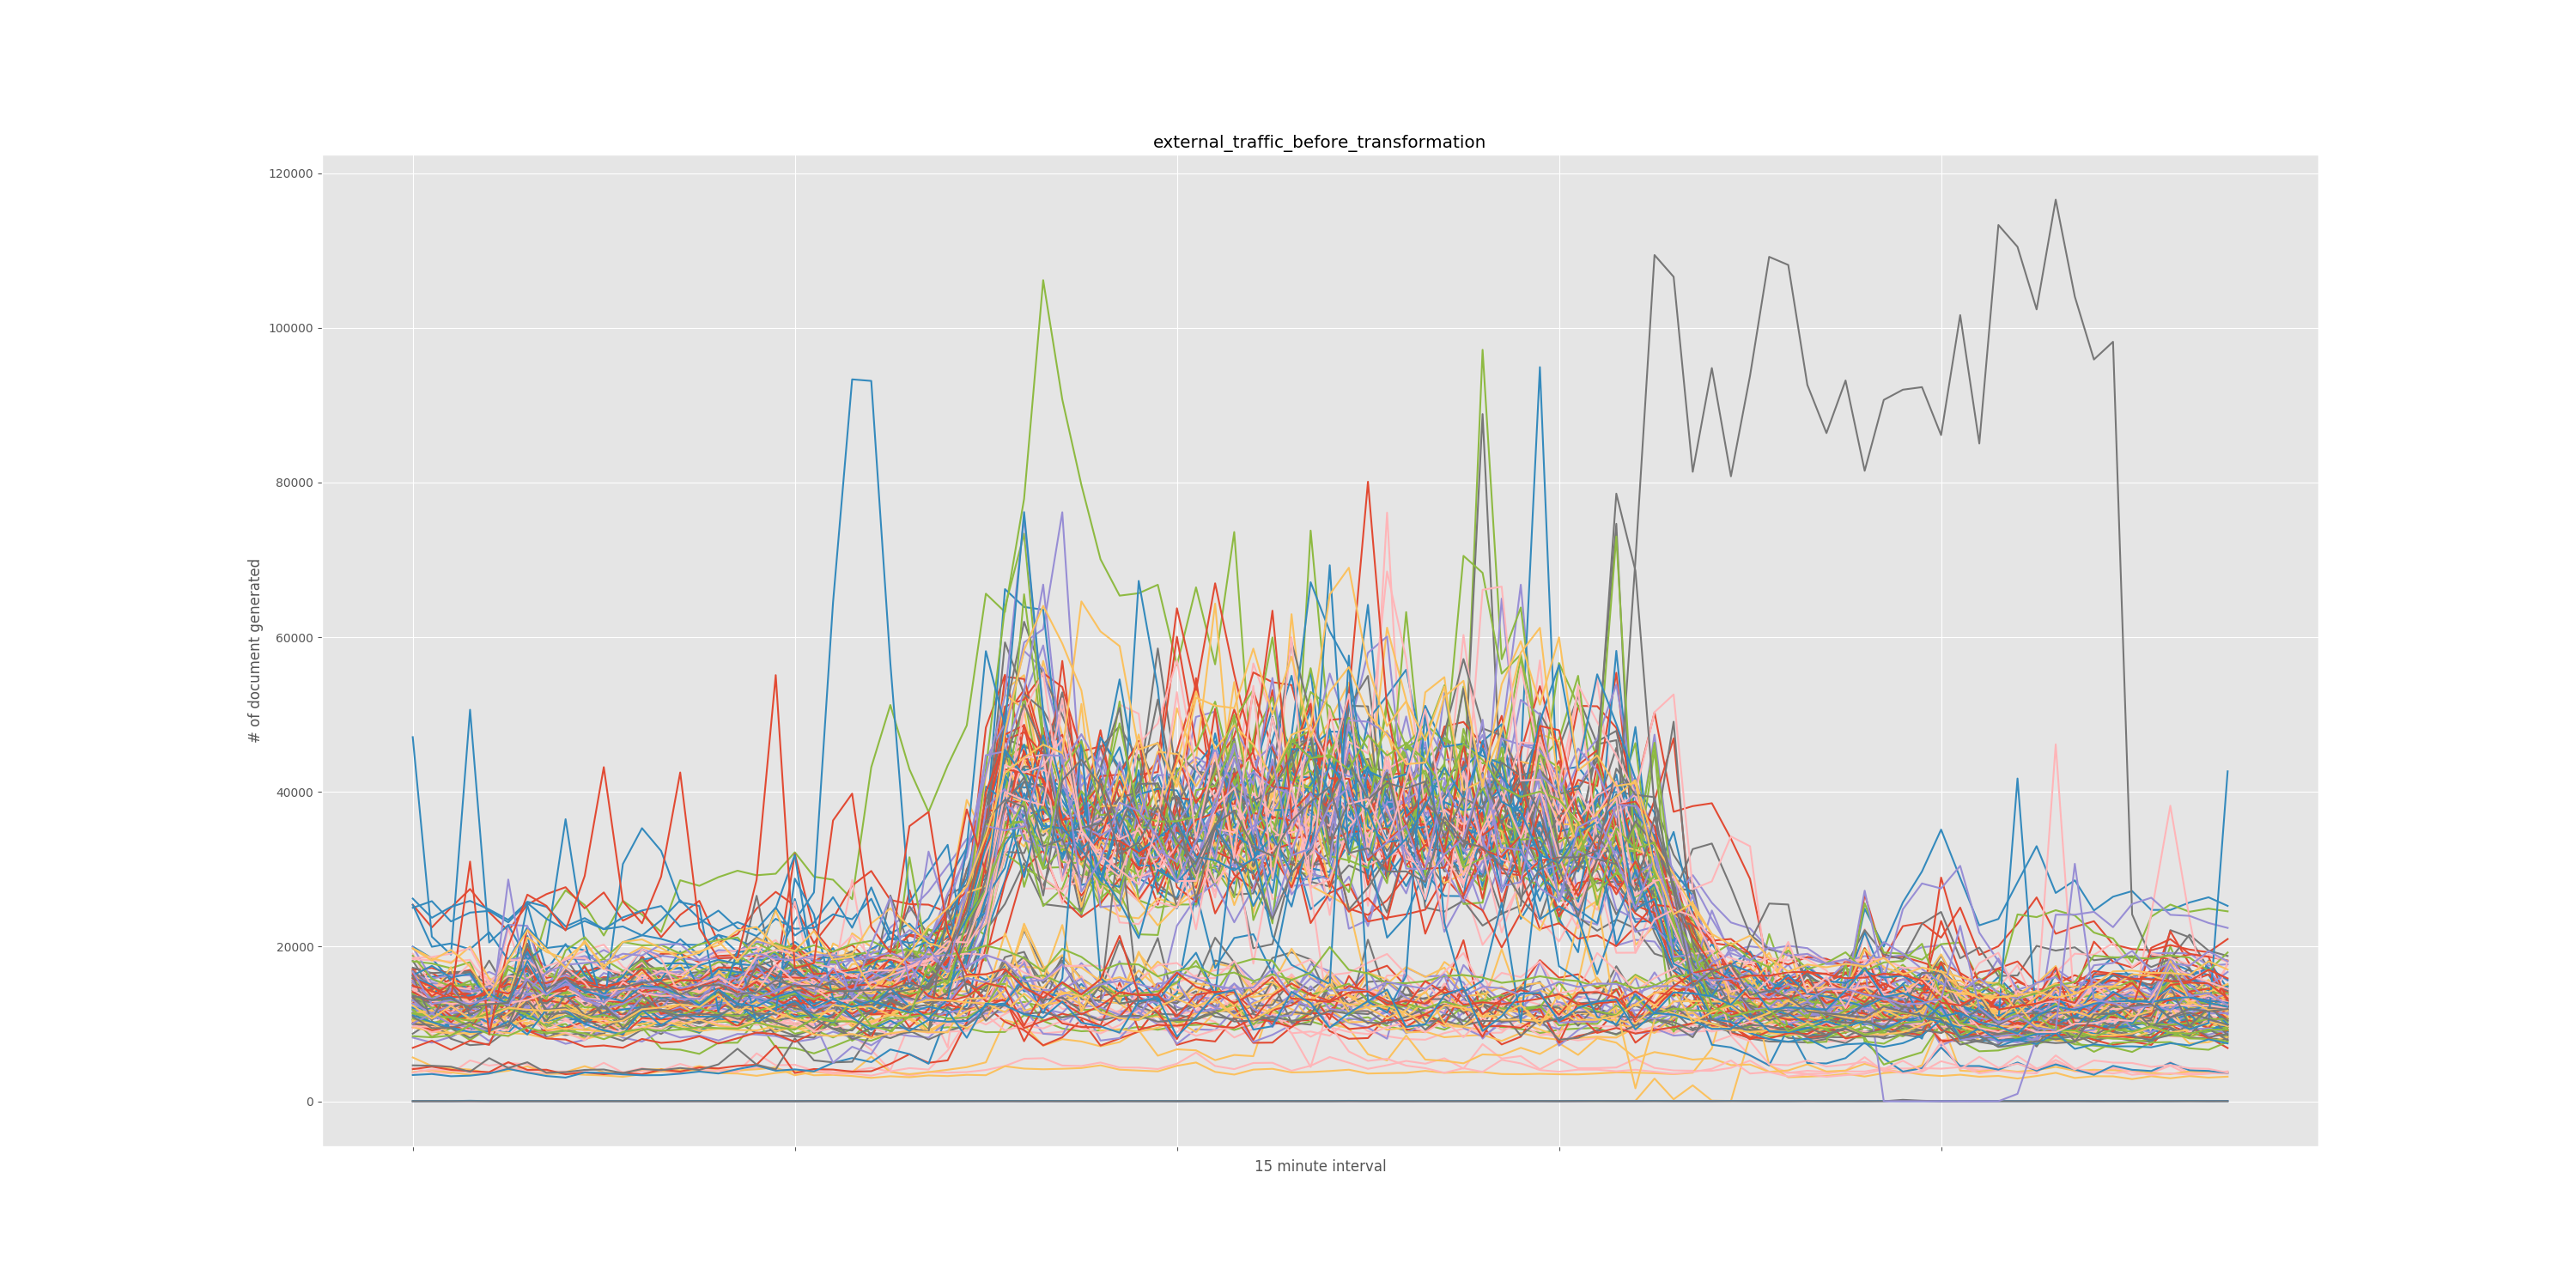 external_traffic_before_transformation
120000
100000
80000
60000
40000
20000
0
# of document generated
15 minute interval